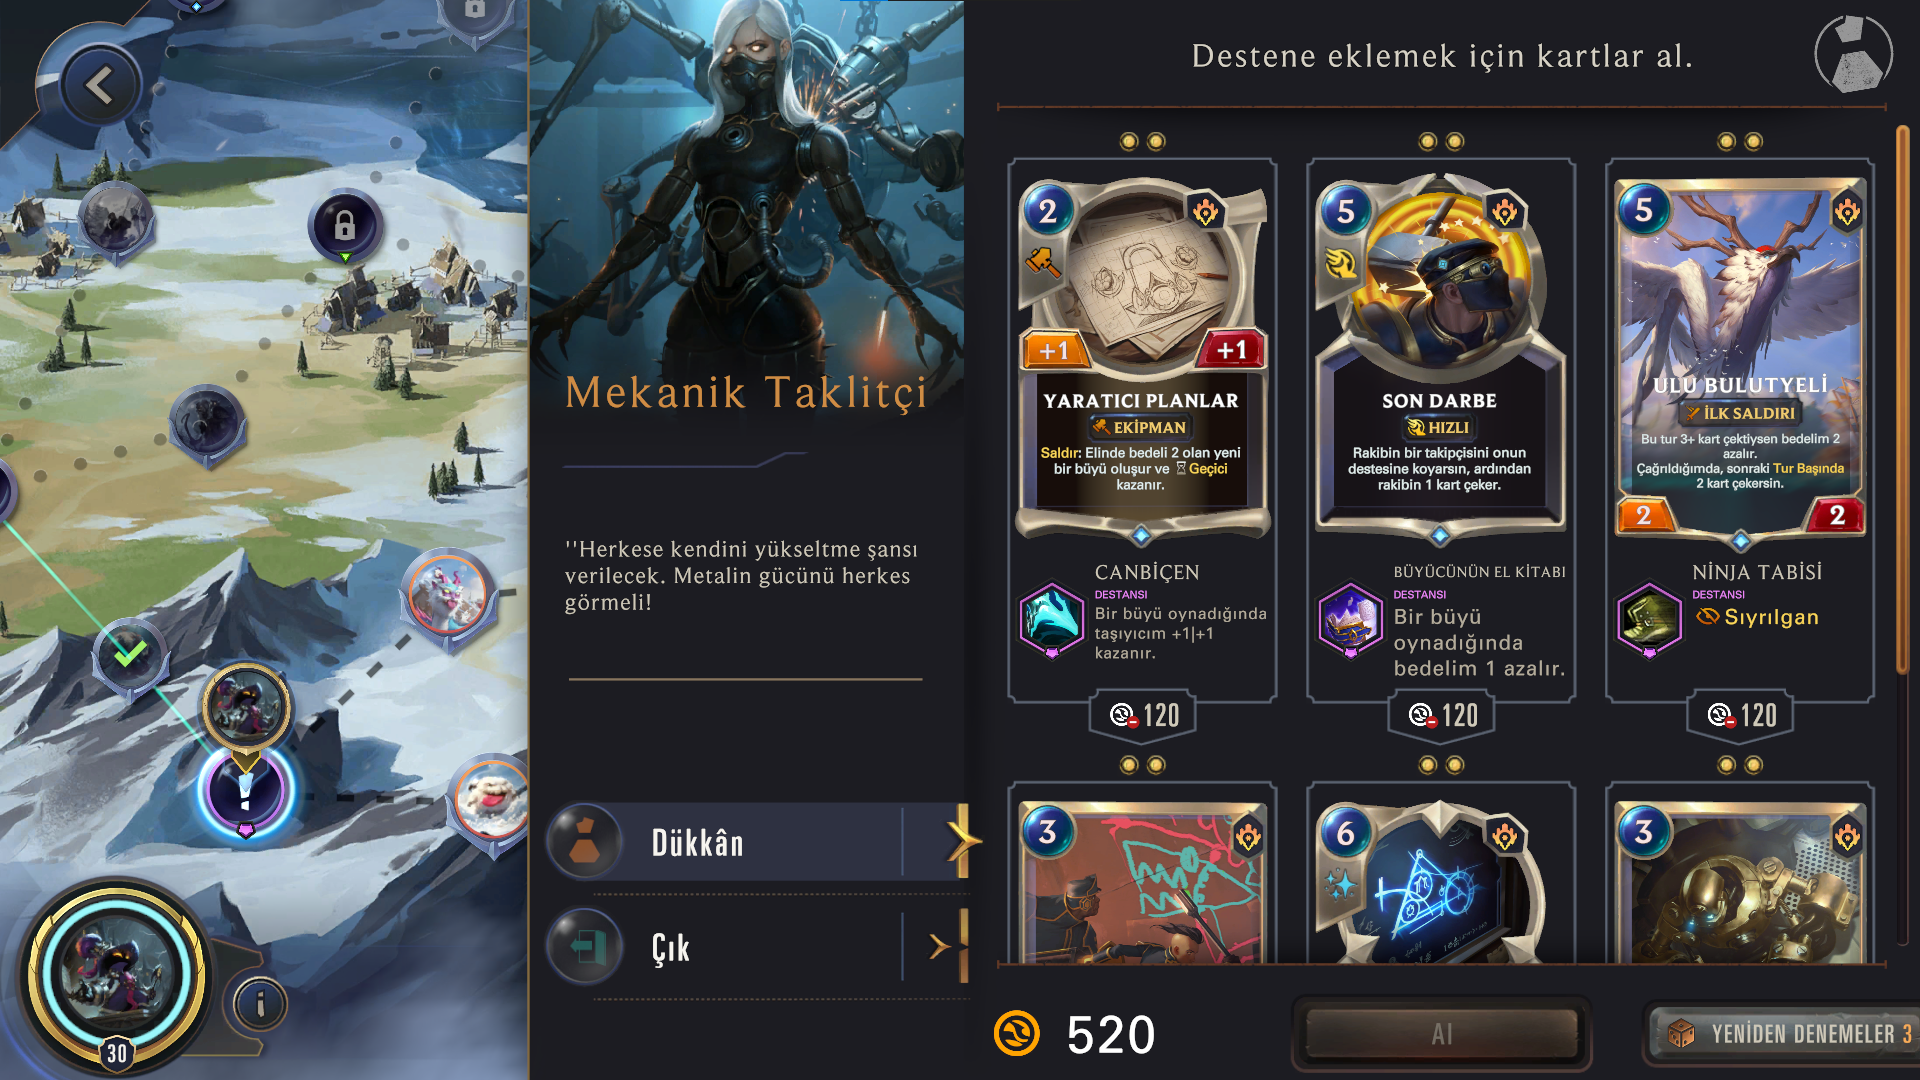 30
Mekanik Taklitçi
''Herkese kendini yükseltme şansı
verilecek. Metalin gücünü herkes
görmeli!
Dükkân
Çık
Destene eklemek için kartlar al.
2
+1
+1
YARATICI PLANLAR
EKİPMAN
Saldır: Elinde bedeli 2 olan yeni
bir büyü oluşur ve Geçici
kazanır.
CANBİÇEN
DESTANSI
Bir büyü oynadığında
taşıyıcım +1|+1
kazanır.
120
5
SON DARBE
HIZLI
Rakibin bir takipçisini onun
destesine koyarsın, ardından
rakibin 1 kart çeker.
BÜYÜCÜNÜN EL KİTABI
DESTANSI
Bir büyü
oynadığında
bedelim 1 azalır.
120
5
ULU BULUTYELİ
İLK SALDIRI
Bu tur 3+ kart çektiysen bedelim 2
azalır.
Çağrıldığımda, sonraki Tur Başında
2 kart çekersin.
2
2
NİNJA TABİSİ
DESTANSI
Sıyrılgan
120
3
6
3
520
Al
YENİDEN DENEMELER 3